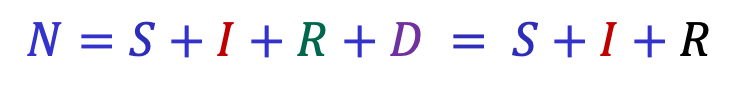 N = S + I + R + D = S + I + R